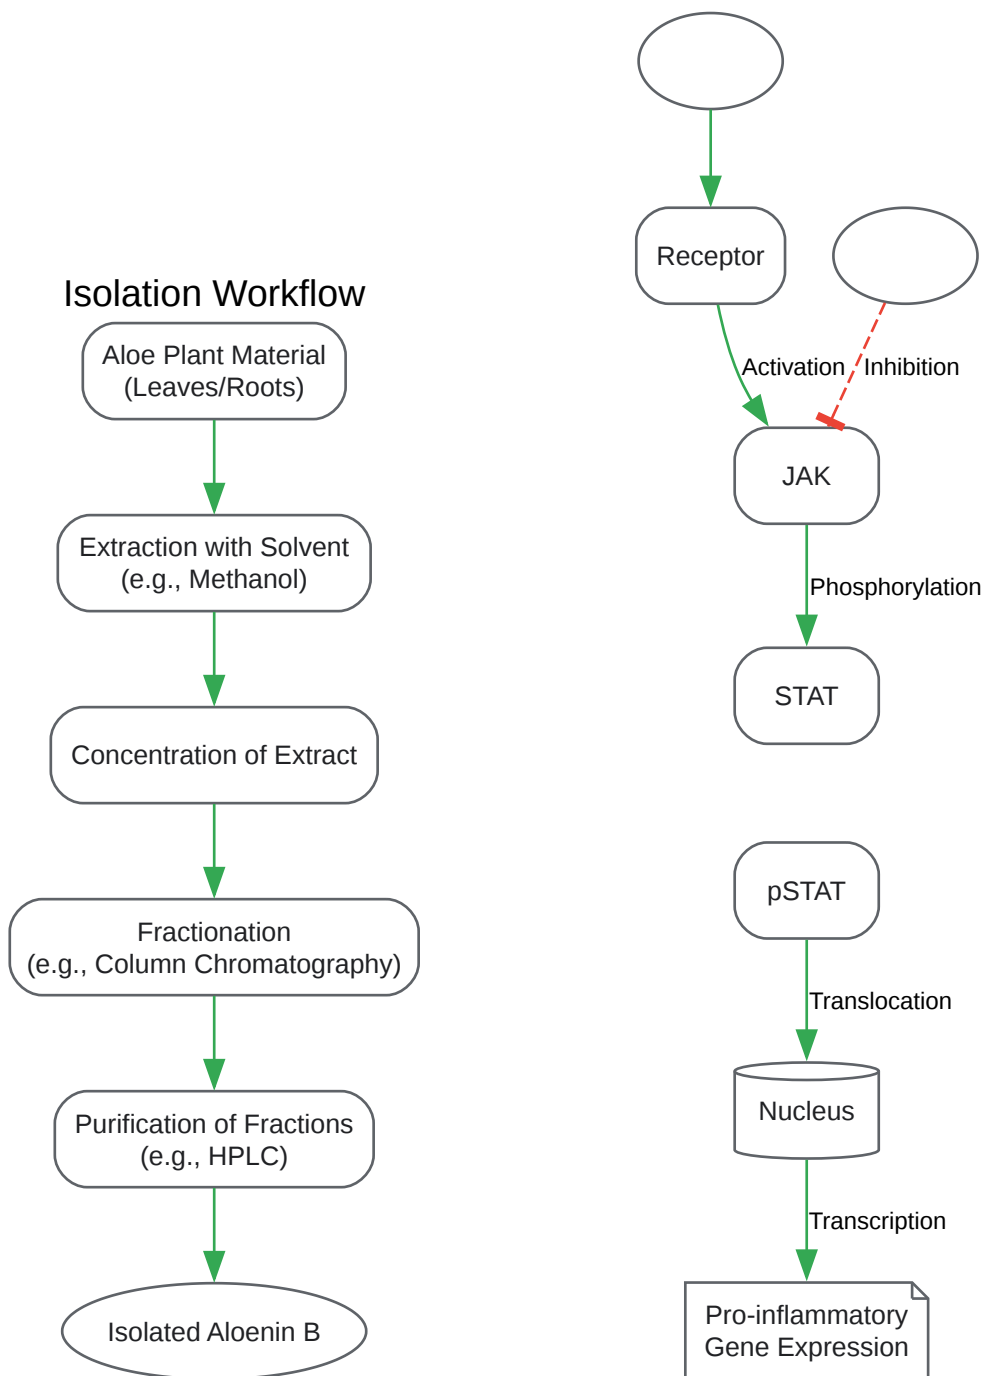 Isolation Workflow
Aloe Plant Material
(Leaves/Roots)
Extraction with Solvent
(e.g., Methanol)
Concentration of Extract
Fractionation
(e.g., Column Chromatography)
Purification of Fractions
(e.g., HPLC)
Isolated Aloenin B
Receptor
Activation
Inhibition
JAK
Phosphorylation
STAT
pSTAT
Translocation
Nucleus
Transcription
Pro-inflammatory
Gene Expression